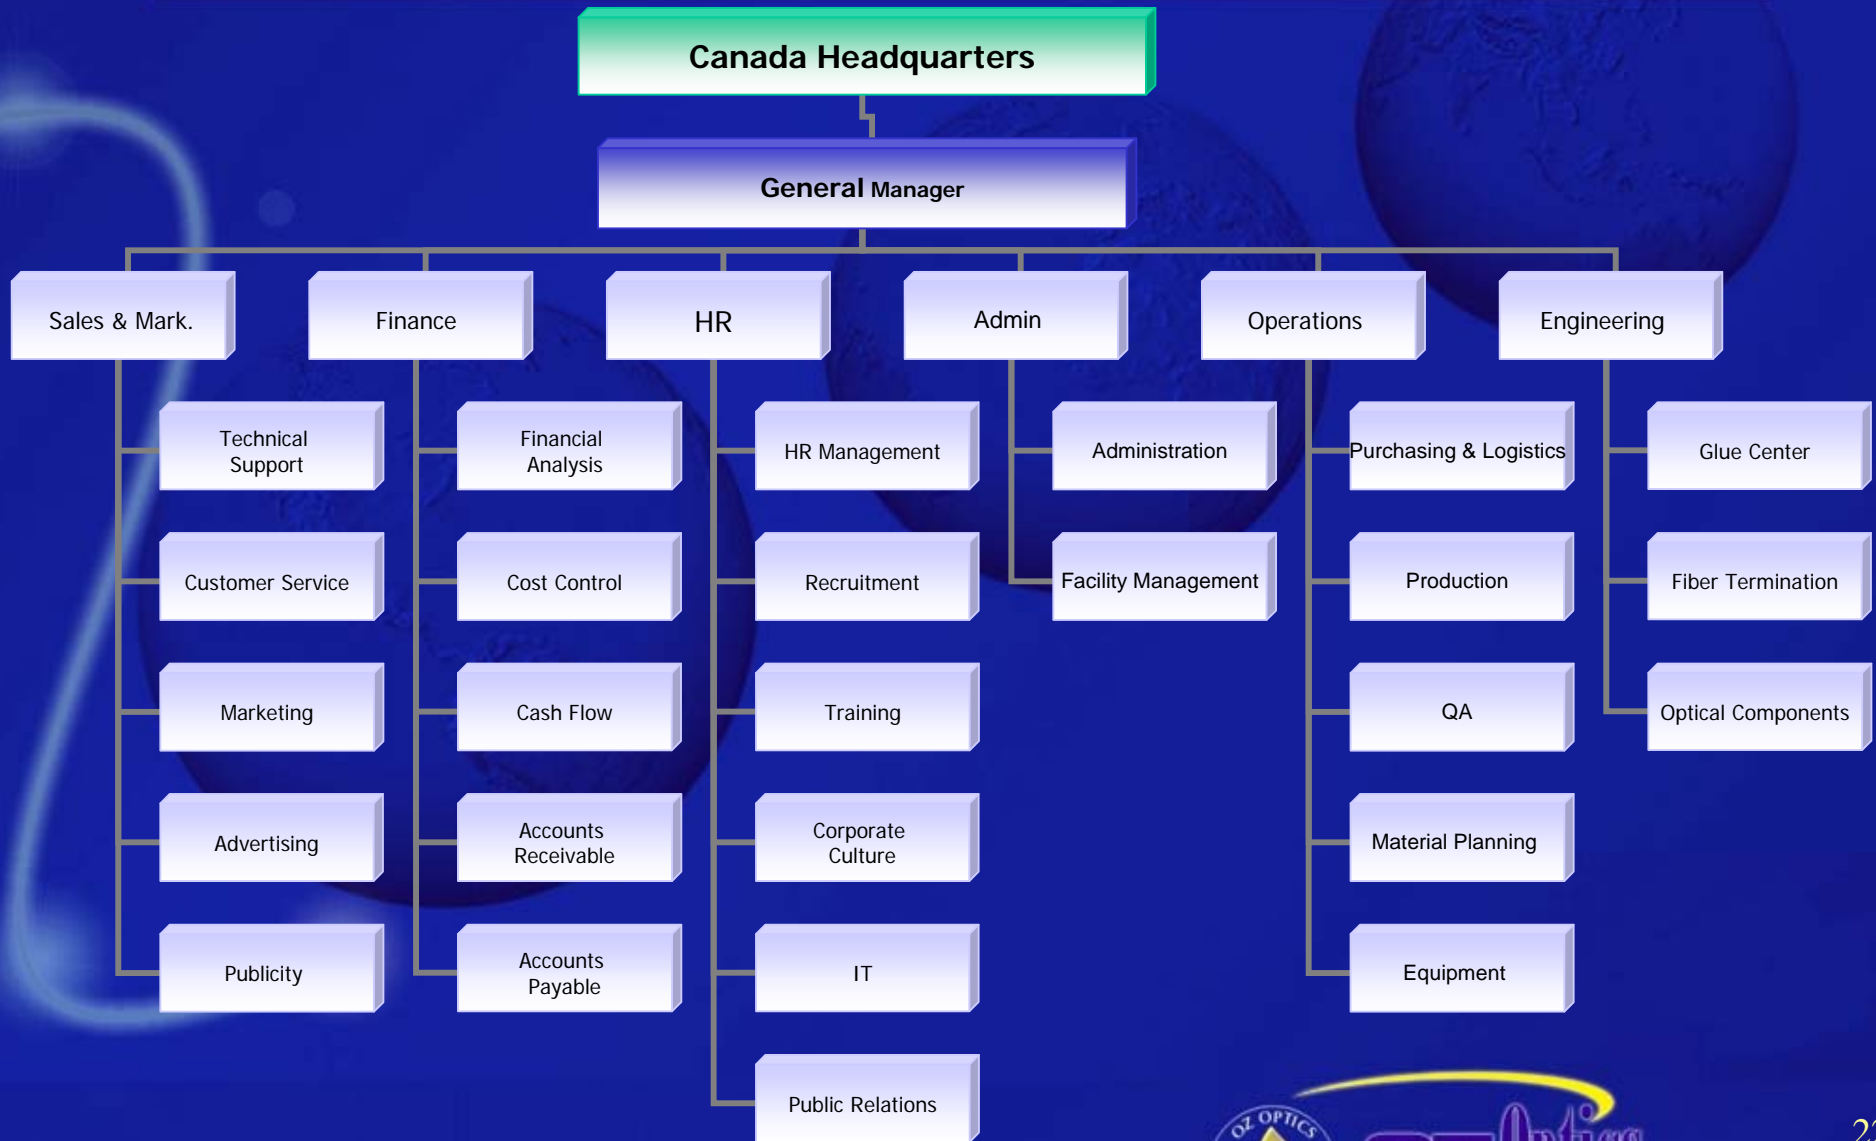 Canada Headquarters
General Manager
Sales & Mark.
Finance
HR
Admin
Operations
Engineering
Technical
Support
Financial
Analysis
HR Management
Administration
Purchasing & Logistics
Glue Center
Customer Service
Cost Control
Recruitment
Facility Management
Production
Fiber Termination
Marketing
Cash Flow
Training
QA
Optical Components
Advertising
Accounts
Receivable
Corporate
Culture
Material Planning
Publicity
Accounts
Payable
IT
Equipment
Public Relations
OZ OPTICS